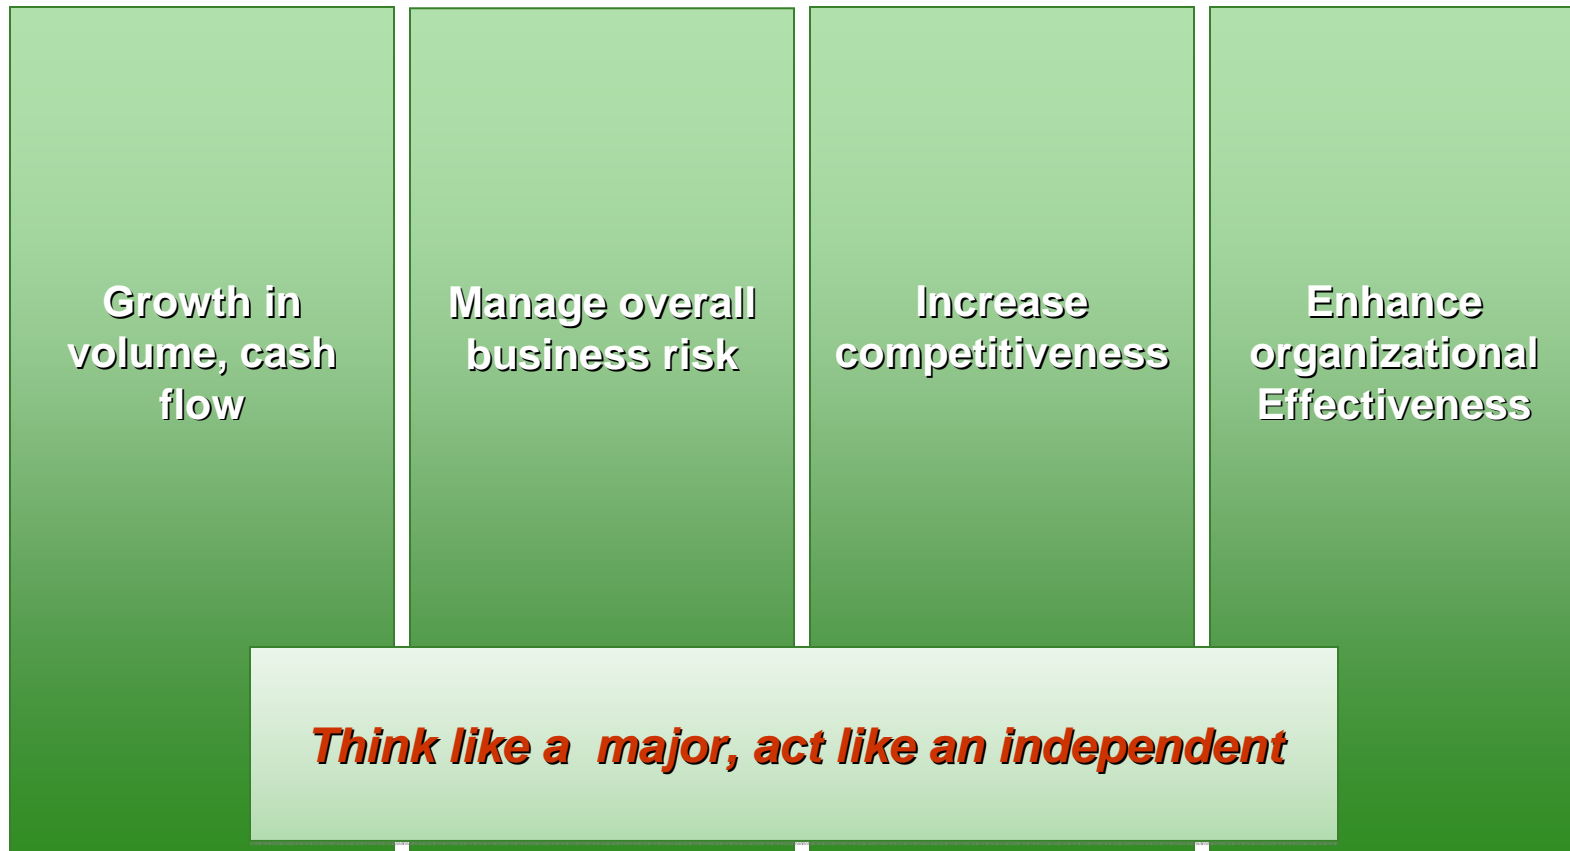 Growth in
volume, cash
flow
Manage overall
business risk
Increase
competitiveness
Enhance
organizational
Effectiveness
Think like a  major, act like an independent